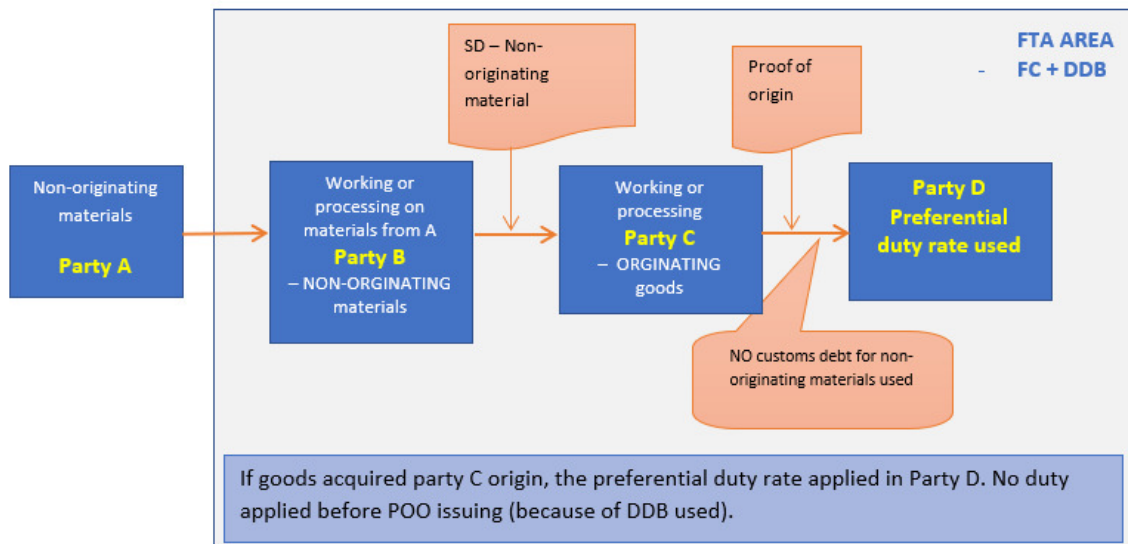 FTA AREA
- FC + DDB
SD – Non-
originating
material
Proof of
origin
Non-originating
materials
Party A
Working or
processing on
materials from A
Party B
– NON-ORGINATING
materials
Working or
processing
Party C
– ORGINATING
goods
Party D
Preferential
duty rate used
NO customs debt for non-
originating materials used
If goods acquired party C origin, the preferential duty rate applied in Party D. No duty
applied before POO issuing (because of DDB used).